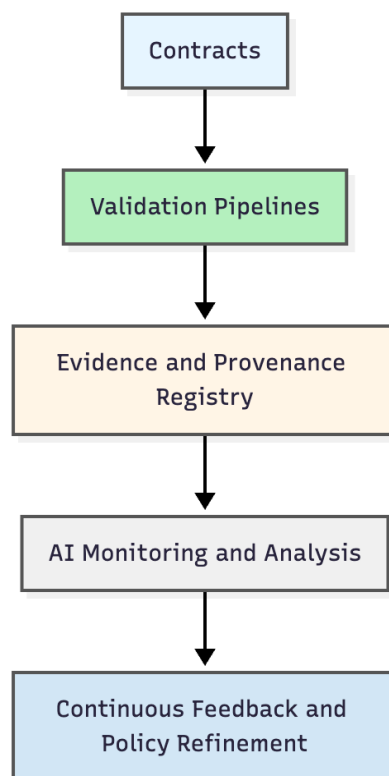 Contracts
Validation Pipelines
Evidence and Provenance
Registry
AI Monitoring and Analysis
Continuous Feedback and
Policy Refinement